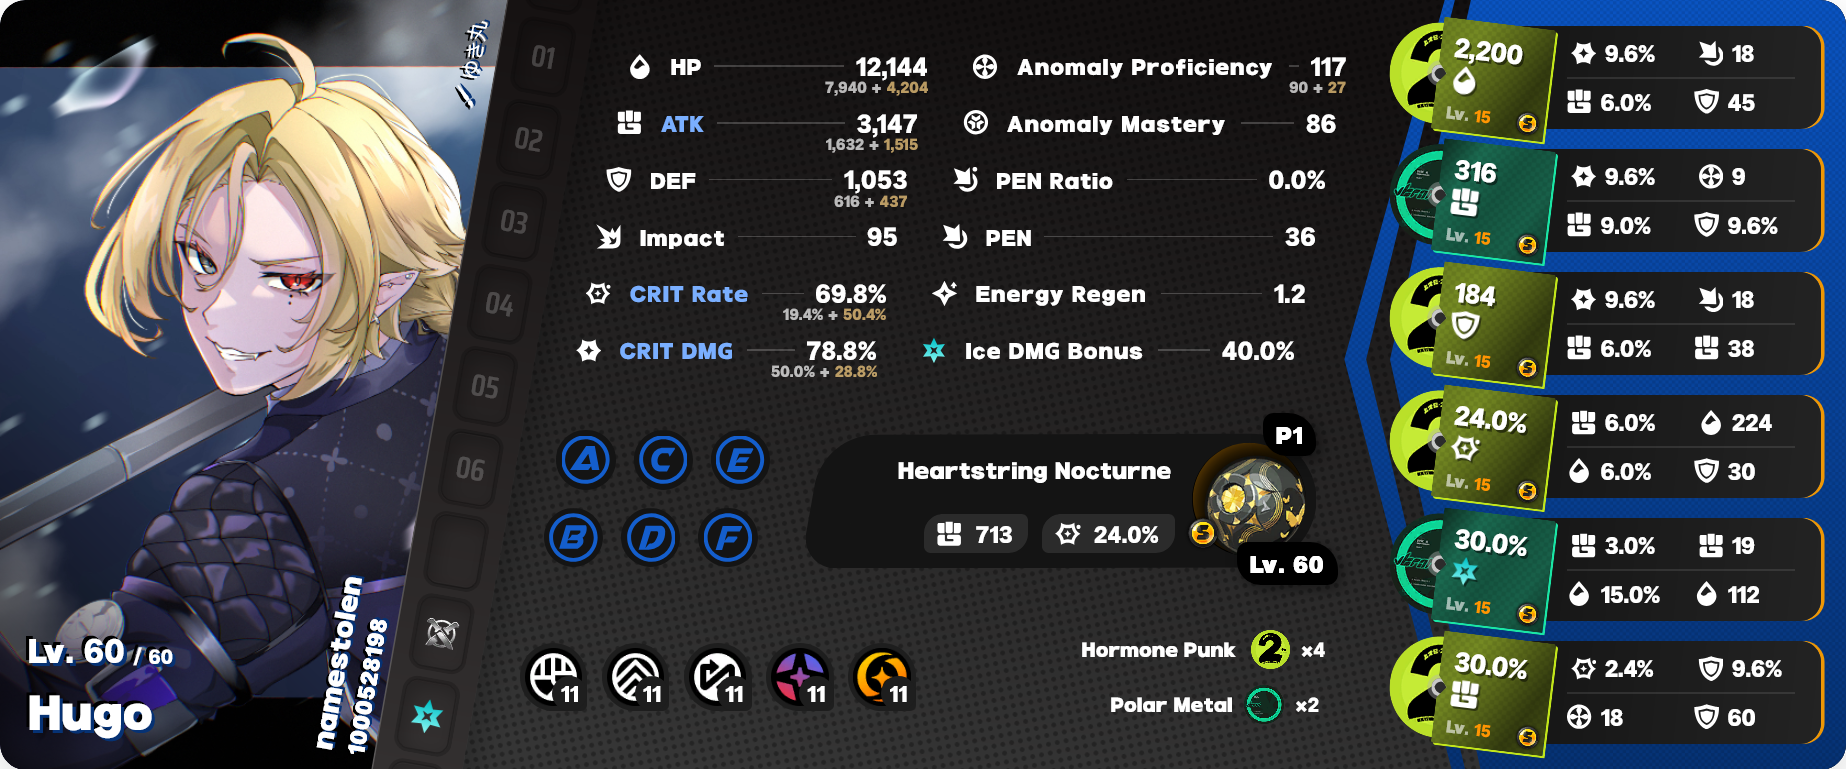 ゆき丸
Lv. 60 / 60
Hugo
namestolen
1000528198
01
02
03
04
05
06
HP 12,144
7,940 + 4,204
ATK 3,147
1,632 + 1,515
DEF 1,053
616 + 437
Impact 95
CRIT Rate 69.8%
19.4% + 50.4%
CRIT DMG 78.8%
50.0% + 28.8%
Anomaly Proficiency 117
90 + 27
Anomaly Mastery 86
PEN Ratio 0.0%
PEN 36
Energy Regen 1.2
Ice DMG Bonus 40.0%
A C E
B D F
P1
Heartstring Nocturne
713 24.0%
S
Lv. 60
11 11 11 11 11
Hormone Punk 2 ×4
Polar Metal ×2
2,200
Lv. 15 S
9.6% 18
6.0% 45
316
Lv. 15 S
9.6% 9
9.0% 9.6%
184
Lv. 15 S
9.6% 18
6.0% 38
24.0%
Lv. 15 S
6.0% 224
6.0% 30
30.0%
Lv. 15 S
3.0% 19
15.0% 112
30.0%
Lv. 15 S
2.4% 9.6%
18 60